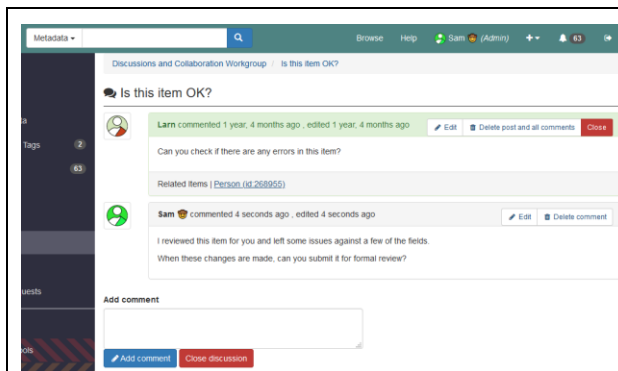 Metadata
Browse Help Sam (Admin) 63
Discussions and Collaboration Workgroup / Is this item OK?
Is this item OK?
Larn commented 1 year, 4 months ago , edited 1 year, 4 months ago
Edit Delete post and all comments Close
Can you check if there are any errors in this item?
Related Items | Person (id:268955)
Tags 2
63
Sam commented 4 seconds ago , edited 4 seconds ago
Edit Delete comment
I reviewed this item for you and left some issues against a few of the fields.
When these changes are made, can you submit it for formal review?
uests
Add comment
ools
Add comment Close discussion